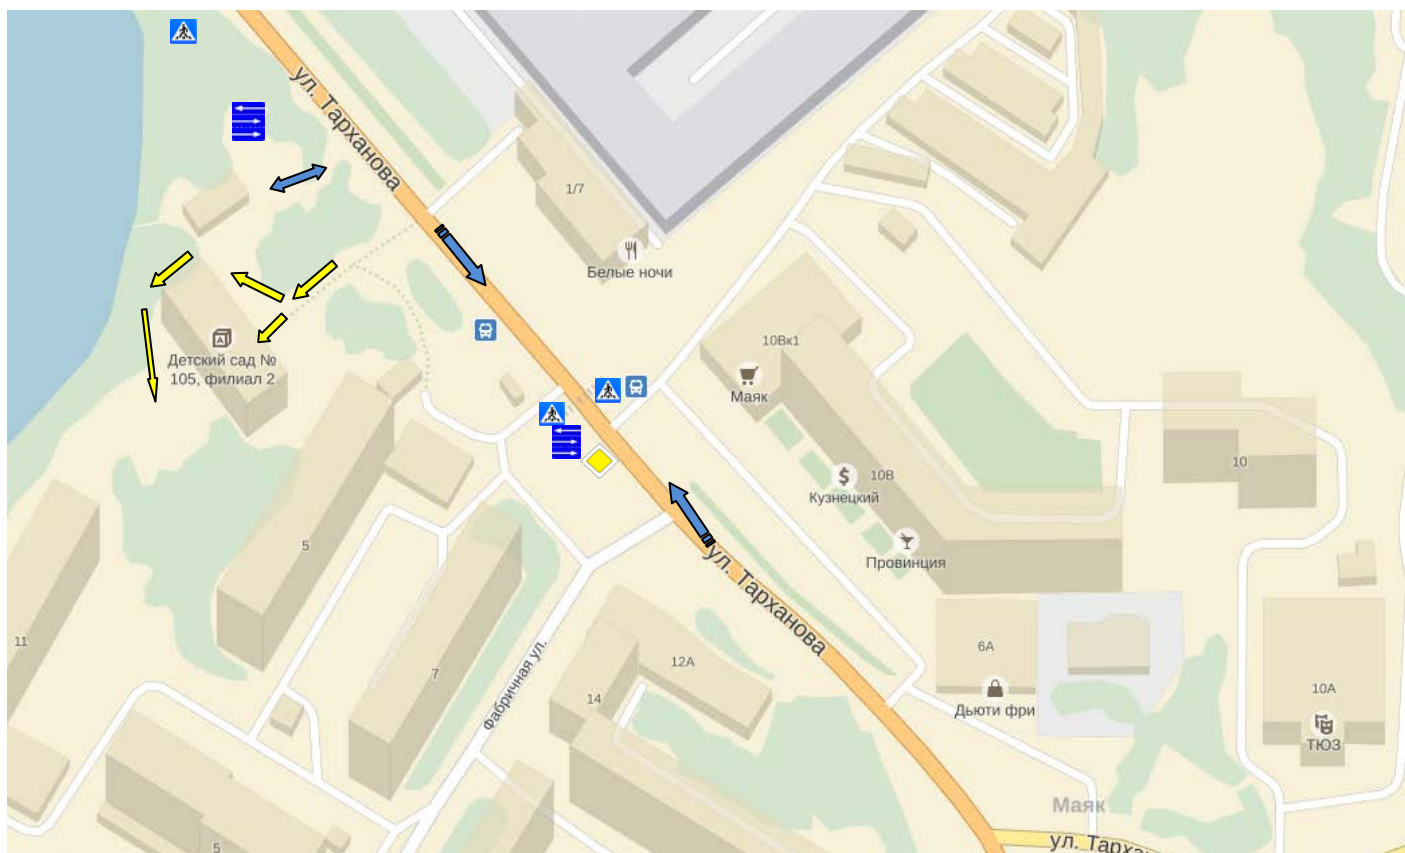 ул. Тарханова
1/7
Белые ночи
10Вк1
Маяк
Детский сад №
105, филиал 2
10В
Кузнецкий
10
Провинция
5
ул. Тарханова
11
7
Фабричная ул.
12А
14
6А
Дьюти фри
10А
ТЮЗ
Маяк
ул. Тархан
5